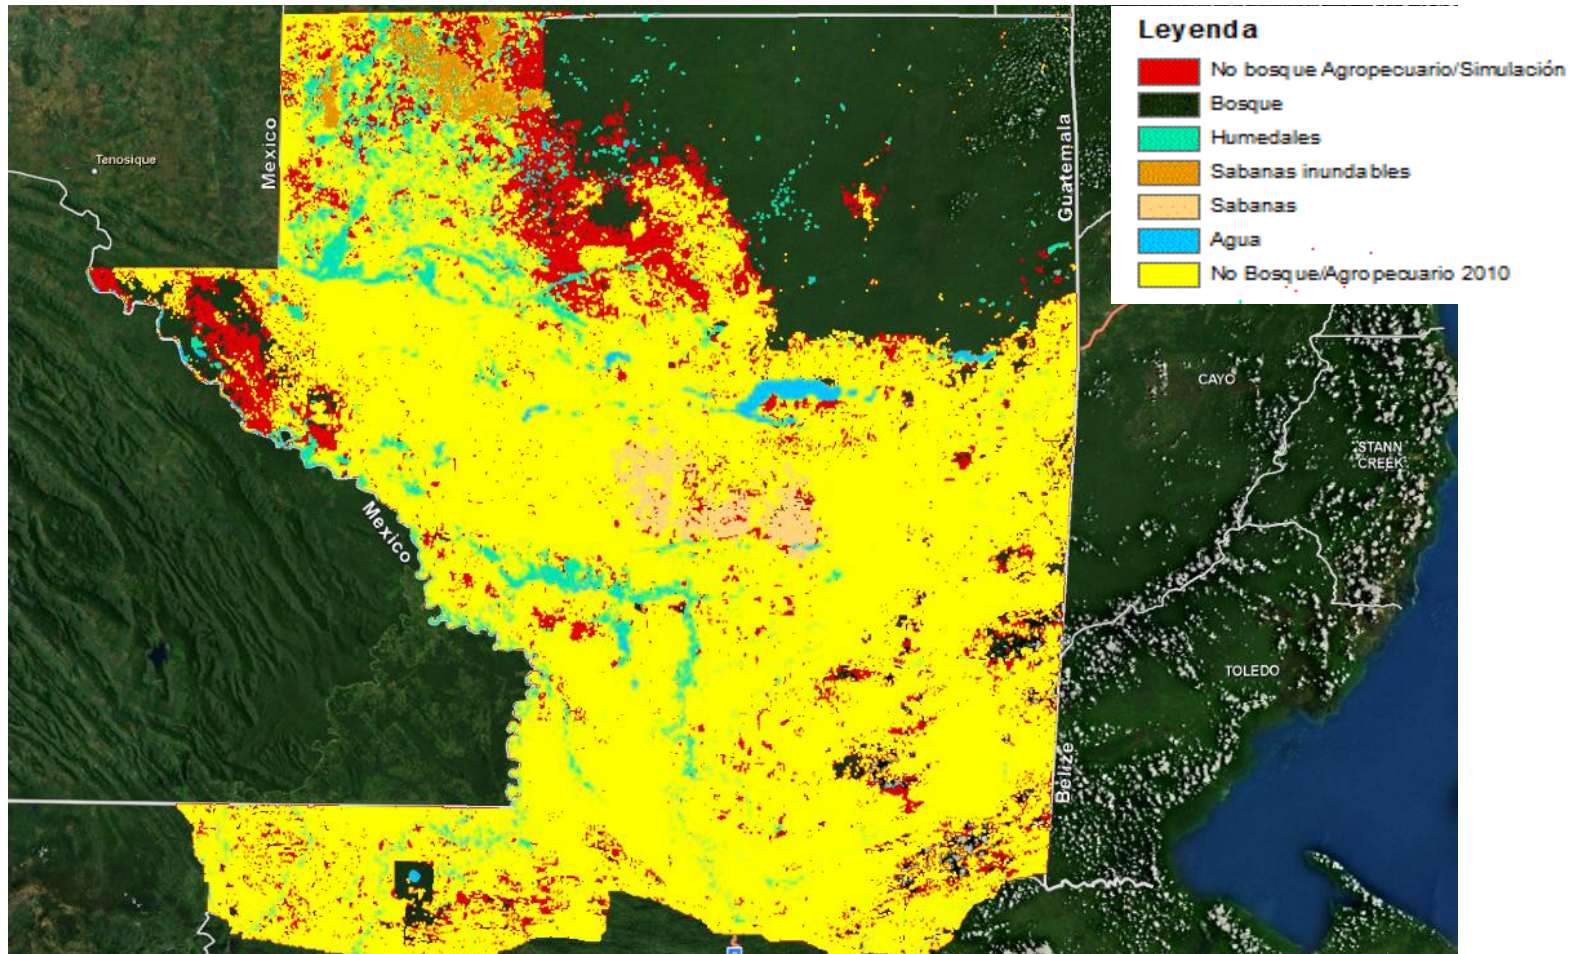 Leyenda
No bosque Agropecuario/Simulación
Bosque
Humedales
Sabanas inundables
Sabanas
Agua
No Bosque/Agropecuario 2010
Tenosique
Mexico
Guatemala
CAYO
STANN
CREEK
Mexico
TOLEDO
Belize